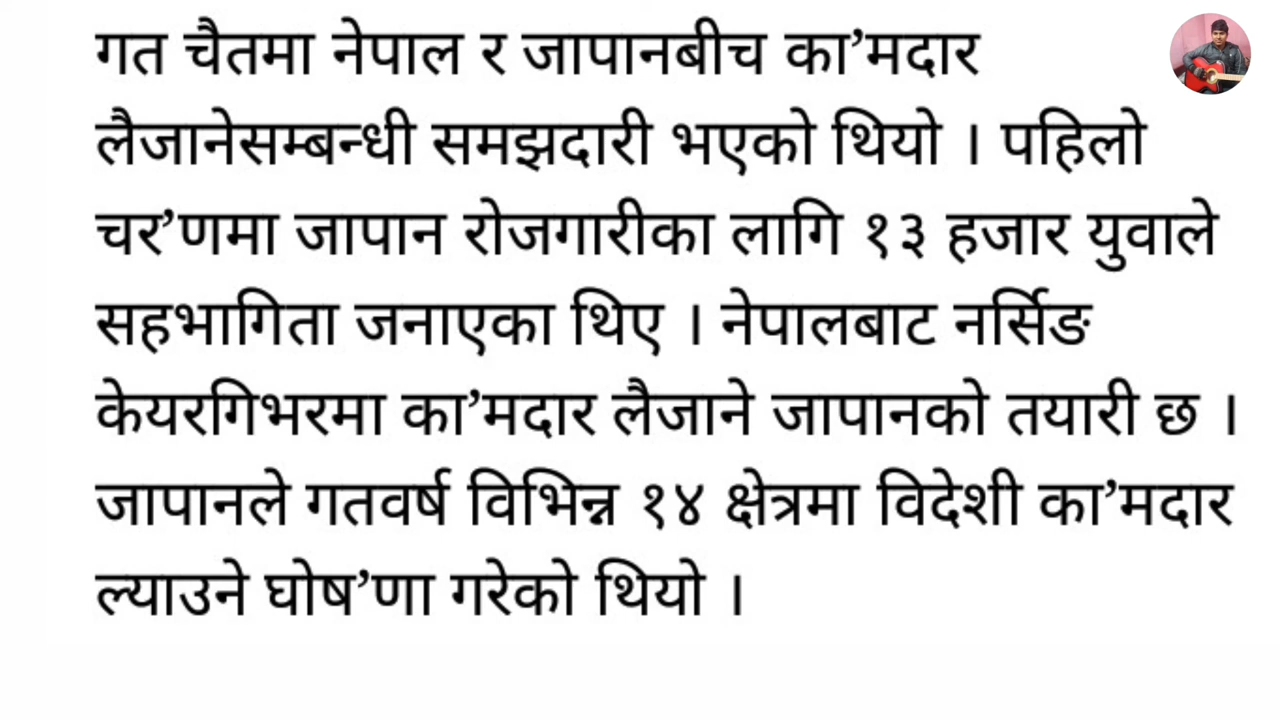 गत चैतमा नेपाल र जापानबीच का’मदार
लैजानेसम्बन्धी समझदारी भएको थियो । पहिलो
चर’णमा जापान रोजगारीका लागि १३ हजार युवाले
सहभागिता जनाएका थिए । नेपालबाट नर्सिङ
केयरगिभरमा का’मदार लैजाने जापानको तयारी छ ।
जापानले गतवर्ष विभिन्न १४ क्षेत्रमा विदेशी का’मदार
ल्याउने घोष’णा गरेको थियो ।